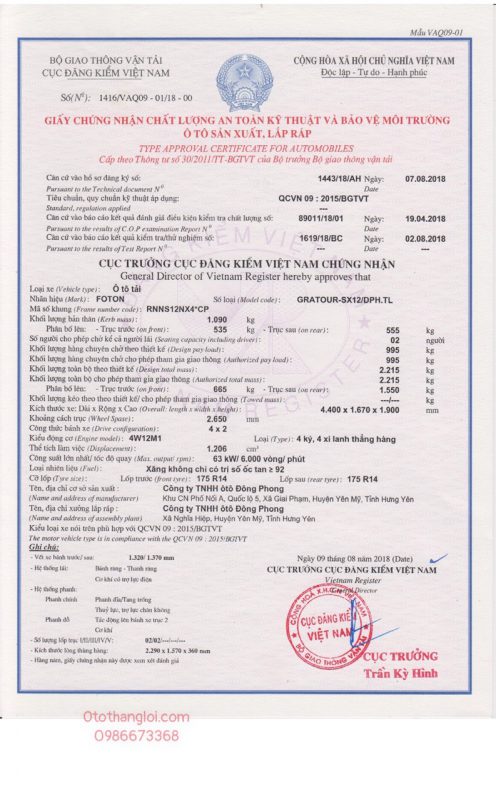 Mẫu VAQ09-01
BỘ GIAO THÔNG VẬN TẢI
CỤC ĐĂNG KIỂM VIỆT NAM
CỘNG HÒA XÃ HỘI CHỦ NGHĨA VIỆT NAM
Độc lập - Tự do - Hạnh phúc
Số(Nº): 1416/VAQ09 - 01/18 - 00
GIẤY CHỨNG NHẬN CHẤT LƯỢNG AN TOÀN KỸ THUẬT VÀ BẢO VỆ MÔI TRƯỜNG
Ô TÔ SẢN XUẤT, LẮP RÁP
TYPE APPROVAL CERTIFICATE FOR AUTOMOBILES
Cấp theo Thông tư số 30/2011/TT-BGTVT của Bộ trưởng Bộ giao thông vận tải
Căn cứ vào hồ sơ đăng ký số: 1443/18/AH Ngày: 07.08.2018
Pursuant to the Technical document Nº Date
Tiêu chuẩn, quy chuẩn kỹ thuật áp dụng: QCVN 09 : 2015/BGTVT
Standard, regulation applied ---
Căn cứ vào báo cáo kết quả đánh giá điều kiện kiểm tra chất lượng số: 89011/18/01 Ngày: 19.04.2018
Pursuant to the results of C.O.P examination Report Nº Date
Căn cứ vào báo cáo kết quả kiểm tra/thử nghiệm số: 1619/18/BC Ngày: 02.08.2018
Pursuant to the results of Test Report Nº --- Date ---
CỤC TRƯỞNG CỤC ĐĂNG KIỂM VIỆT NAM CHỨNG NHẬN
General Director of Vietnam Register hereby approves that
Loại xe (Vehicle type): Ô tô tải
Nhãn hiệu (Mark): FOTON Số loại (Model code): GRATOUR-SX12/DPH.TL
Mã số khung (Frame number code): RNNS12NX4*CP
Khối lượng bản thân (Kerb mass): 1.090 kg
Phân bố lên: - Trục trước (on front): 535 kg - Trục sau (on rear): 555 kg
Số người cho phép chở kể cả người lái (Seating capacity including driver): 02 người
Khối lượng hàng chuyên chở theo thiết kế (Design pay load): 995 kg
Khối lượng hàng chuyên chở cho phép tham gia giao thông (Authorized pay load): 995 kg
Khối lượng toàn bộ theo thiết kế (Design total mass): 2.215 kg
Khối lượng toàn bộ cho phép tham gia giao thông (Authorized total mass): 2.215 kg
Phân bố lên: - Trục trước (on front): 665 kg - Trục sau (on rear): 1.550 kg
Khối lượng kéo theo theo thiết kế/ cho phép tham gia giao thông (Towed mass) ---/--- kg
Kích thước xe: Dài x Rộng x Cao (Overall: length x width x height): 4.400 x 1.670 x 1.900 mm
Khoảng cách trục (Wheel Space): 2.650 mm
Công thức bánh xe (Drive configuration): 4 x 2
Kiểu động cơ (Engine model): 4W12M1 Loại (Type): 4 kỳ, 4 xi lanh thẳng hàng
Thể tích làm việc (Displacement): 1.206 cm³
Công suất lớn nhất/ tốc độ quay (Max. output/ rpm): 63 kW/ 6.000 vòng/ phút
Loại nhiên liệu (Fuel): Xăng không chì có trị số ốc tan ≥ 92
Cỡ lốp (Tyre size): Lốp trước (front tyre): 175 R14 Lốp sau (rear tyre): 175 R14
Tên, địa chỉ cơ sở sản xuất : Công ty TNHH ôtô Đông Phong
(Name and address of manufacturer) Khu CN Phố Nối A, Quốc lộ 5, Xã Giai Phạm, Huyện Yên Mỹ, Tỉnh Hưng Yên
Tên, địa chỉ xưởng lắp ráp : Công ty TNHH ôtô Đông Phong
(Name and address of assembly plant) Xã Nghĩa Hiệp, Huyện Yên Mỹ, Tỉnh Hưng Yên
Kiểu loại xe nói trên phù hợp với QCVN 09 : 2015/BGTVT
The motor vehicle type is in compliance with the QCVN 09 : 2015/BGTVT
Ghi chú:
- Vết xe bánh trước/ sau: 1.320/ 1.370 mm
- Hệ thống lái: Bánh răng - Thanh răng
Cơ khí có trợ lực điện
- Hệ thống phanh:
Phanh chính Phanh đĩa/Tang trống
Thuỷ lực, trợ lực chân không
Phanh đỗ Tác động lên bánh xe trục 2
Cơ khí
- Số lượng lốp trục I/II/III/IV/V: 02/02/---/---/---
- Kích thước lòng thùng hàng: 2.290 x 1.570 x 360 mm
- Hàng năm, giấy chứng nhận này được xem xét đánh giá
Ngày 09 tháng 08 năm 2018 (Date)
CỤC TRƯỞNG CỤC ĐĂNG KIỂM VIỆT NAM
Vietnam Register
General Director
CỤC ĐĂNG KIỂM
VIỆT NAM
BỘ GIAO THÔNG VẬN TẢI
CỤC TRƯỞNG
Trần Kỳ Hình
Otothangloi.com
0986673368